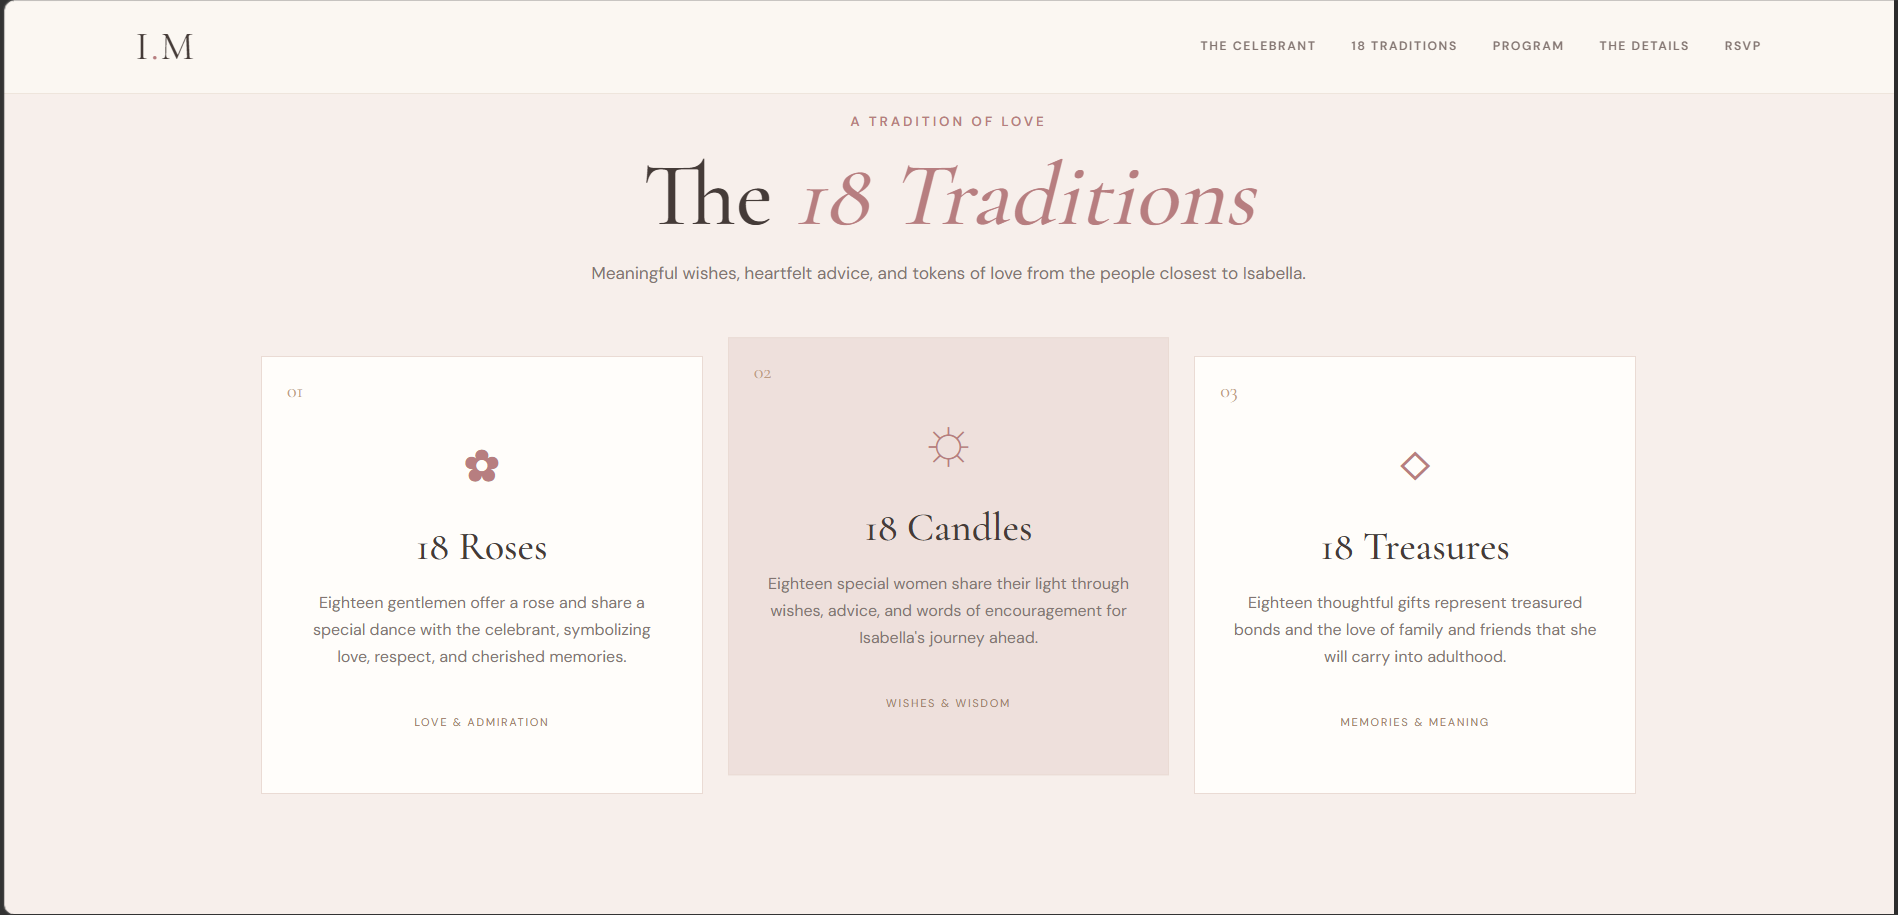 I.M
THE CELEBRANT
18 TRADITIONS
PROGRAM
THE DETAILS
RSVP
A TRADITION OF LOVE
The 18 Traditions
Meaningful wishes, heartfelt advice, and tokens of love from the people closest to Isabella.
01
18 Roses
Eighteen gentlemen offer a rose and share a
special dance with the celebrant, symbolizing
love, respect, and cherished memories.
LOVE & ADMIRATION
02
18 Candles
Eighteen special women share their light through
wishes, advice, and words of encouragement for
Isabella's journey ahead.
WISHES & WISDOM
03
18 Treasures
Eighteen thoughtful gifts represent treasured
bonds and the love of family and friends that she
will carry into adulthood.
MEMORIES & MEANING